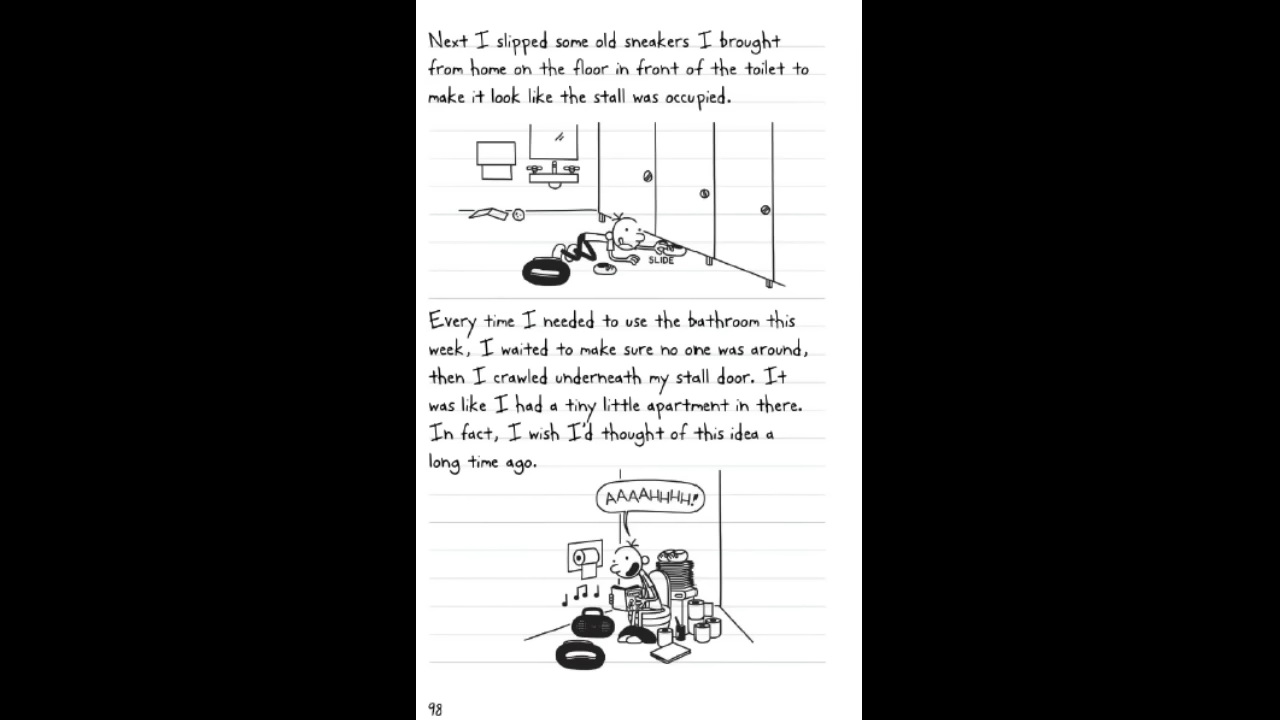 Next I slipped some old sneakers I brought
from home on the floor in front of the toilet to
make it look like the stall was occupied.
SLIDE
Every time I needed to use the bathroom this
week, I waited to make sure no one was around,
then I crawled underneath my stall door. It
was like I had a tiny little apartment in there.
In fact, I wish I'd thought of this idea a
long time ago.
AAAAHHHH!
98